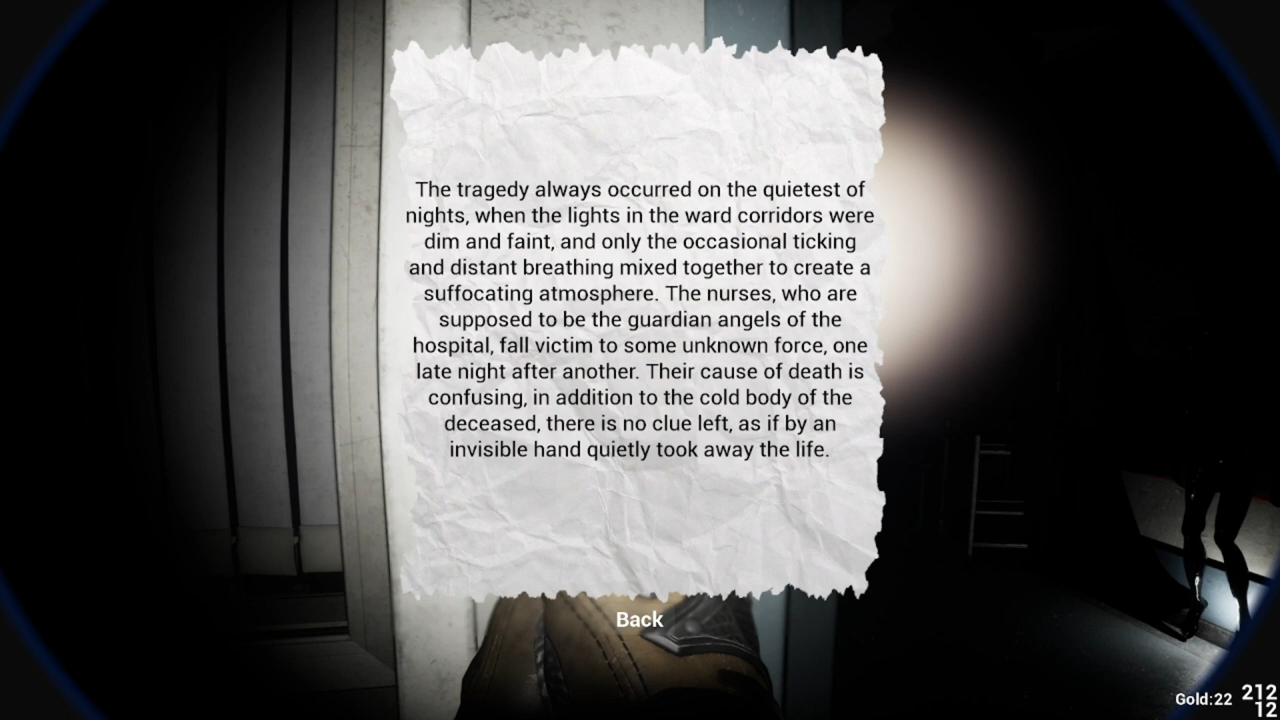 The tragedy always occurred on the quietest of
nights, when the lights in the ward corridors were
dim and faint, and only the occasional ticking
and distant breathing mixed together to create a
suffocating atmosphere. The nurses, who are
supposed to be the guardian angels of the
hospital, fall victim to some unknown force, one
late night after another. Their cause of death is
confusing, in addition to the cold body of the
deceased, there is no clue left, as if by an
invisible hand quietly took away the life.
Back
Gold:22 212
12